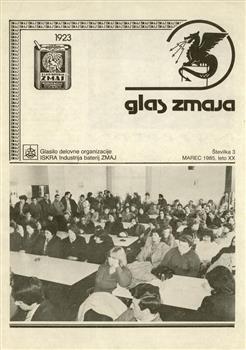 1923
ZMAJ
glas zmaja
Glasilo delovne organizacije
ISKRA Industrija baterij ZMAJ
Številka 3
MAREC 1985, leto XX